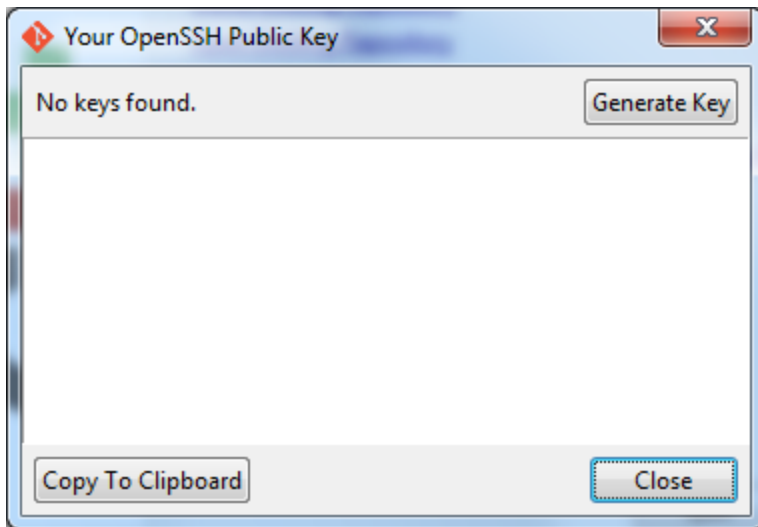 Your OpenSSH Public Key
No keys found.
Generate Key
Copy To Clipboard
Close